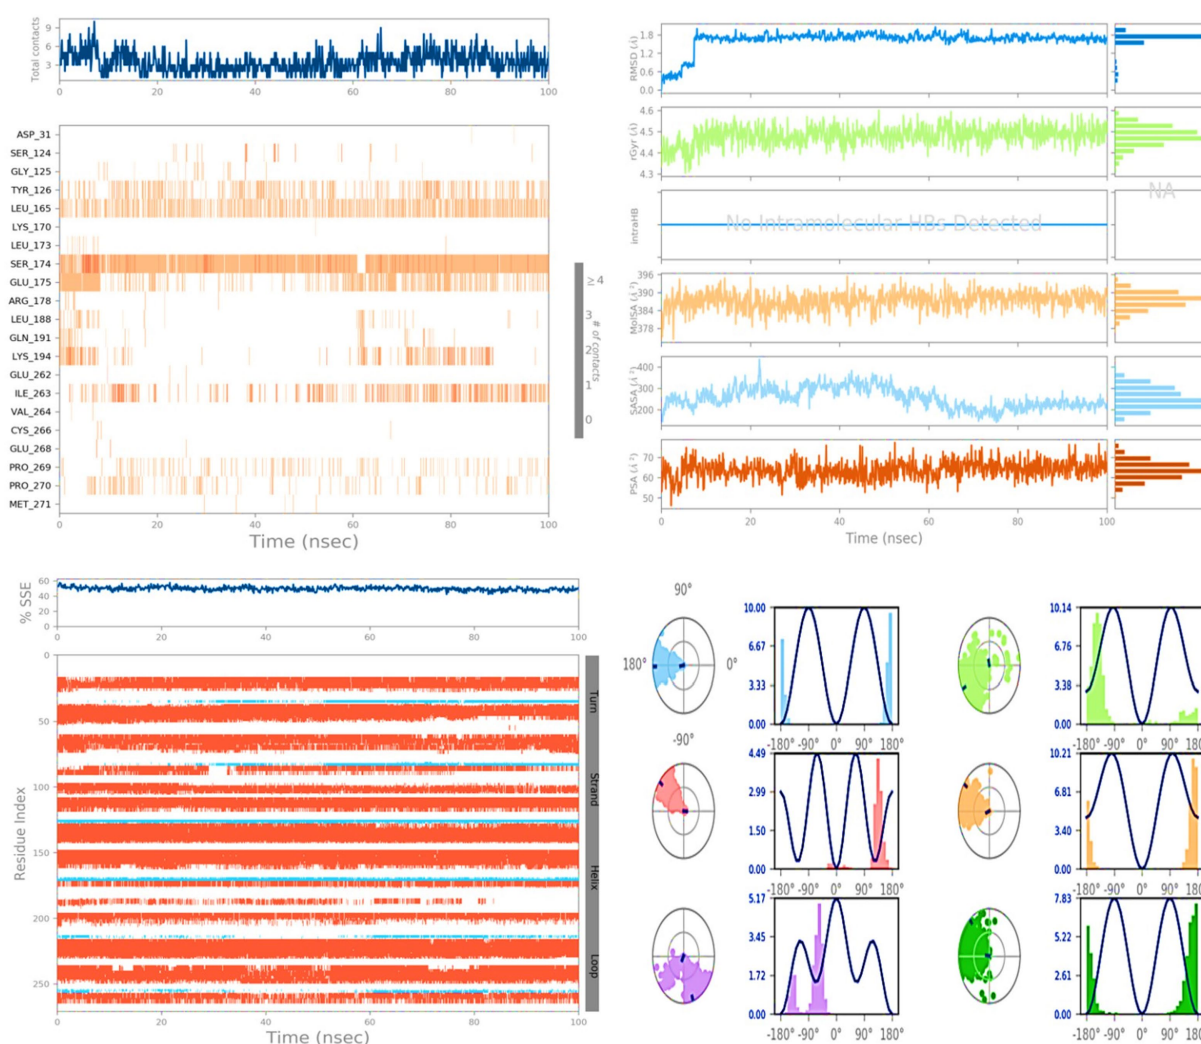 Total contacts
9
6
3
0 20 40 60 80 100
ASP_31
SER_124
GLY_125
TYR_126
LEU_165
LYS_170
LEU_173
SER_174
GLU_175
ARG_178
LEU_188
GLN_191
LYS_194
GLU_262
ILE_263
VAL_264
CYS_266
GLU_268
PRO_269
PRO_270
MET_271
0 20 40 60 80 100
Time (nsec)
≥4
3
2
1
0
# of contacts
RMSD (Å)
1.8
1.2
0.6
0.0
rGyr (Å)
4.6
4.5
4.4
4.3
intraHB
No Intramolecular HBs Detected
NA
MolSA (Å²)
396
390
384
378
SASA (Å²)
400
300
200
PSA (Å²)
70
60
50
0 20 40 60 80 100
Time (nsec)
% SSE
60
40
20
0
0 20 40 60 80 100
Residue Index
0
50
100
150
200
250
Turn
Strand
Helix
Loop
0 20 40 60 80 100
Time (nsec)
90°
180°
0°
-90°
10.00
6.67
3.33
0.00
-180° -90° 0° 90° 180°
10.14
6.76
3.38
0.00
-180° -90° 0° 90° 180°
4.49
2.99
1.50
0.00
-180° -90° 0° 90° 180°
10.21
6.81
3.40
0.00
-180° -90° 0° 90° 180°
5.17
3.45
1.72
0.00
-180° -90° 0° 90° 180°
7.83
5.22
2.61
0.00
-180° -90° 0° 90° 180°